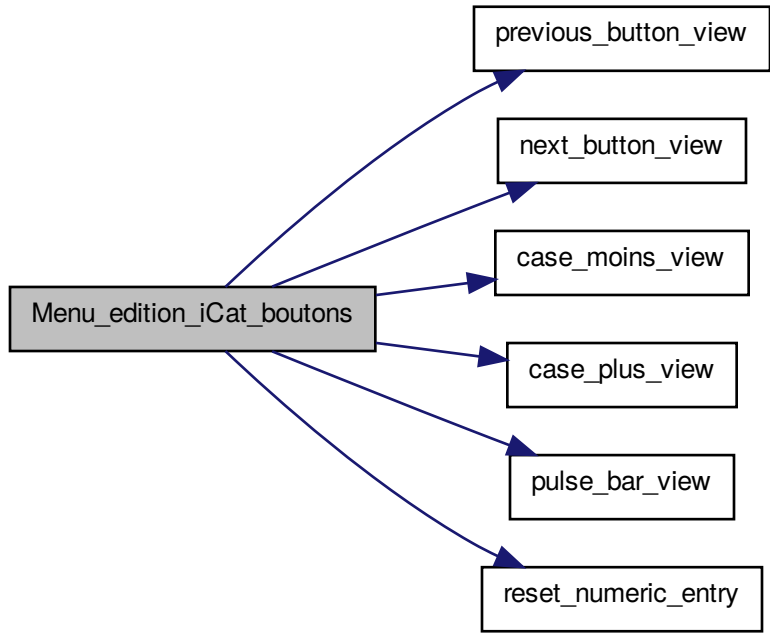 previous_button_view
next_button_view
case_moins_view
Menu_edition_iCat_boutons
case_plus_view
pulse_bar_view
reset_numeric_entry